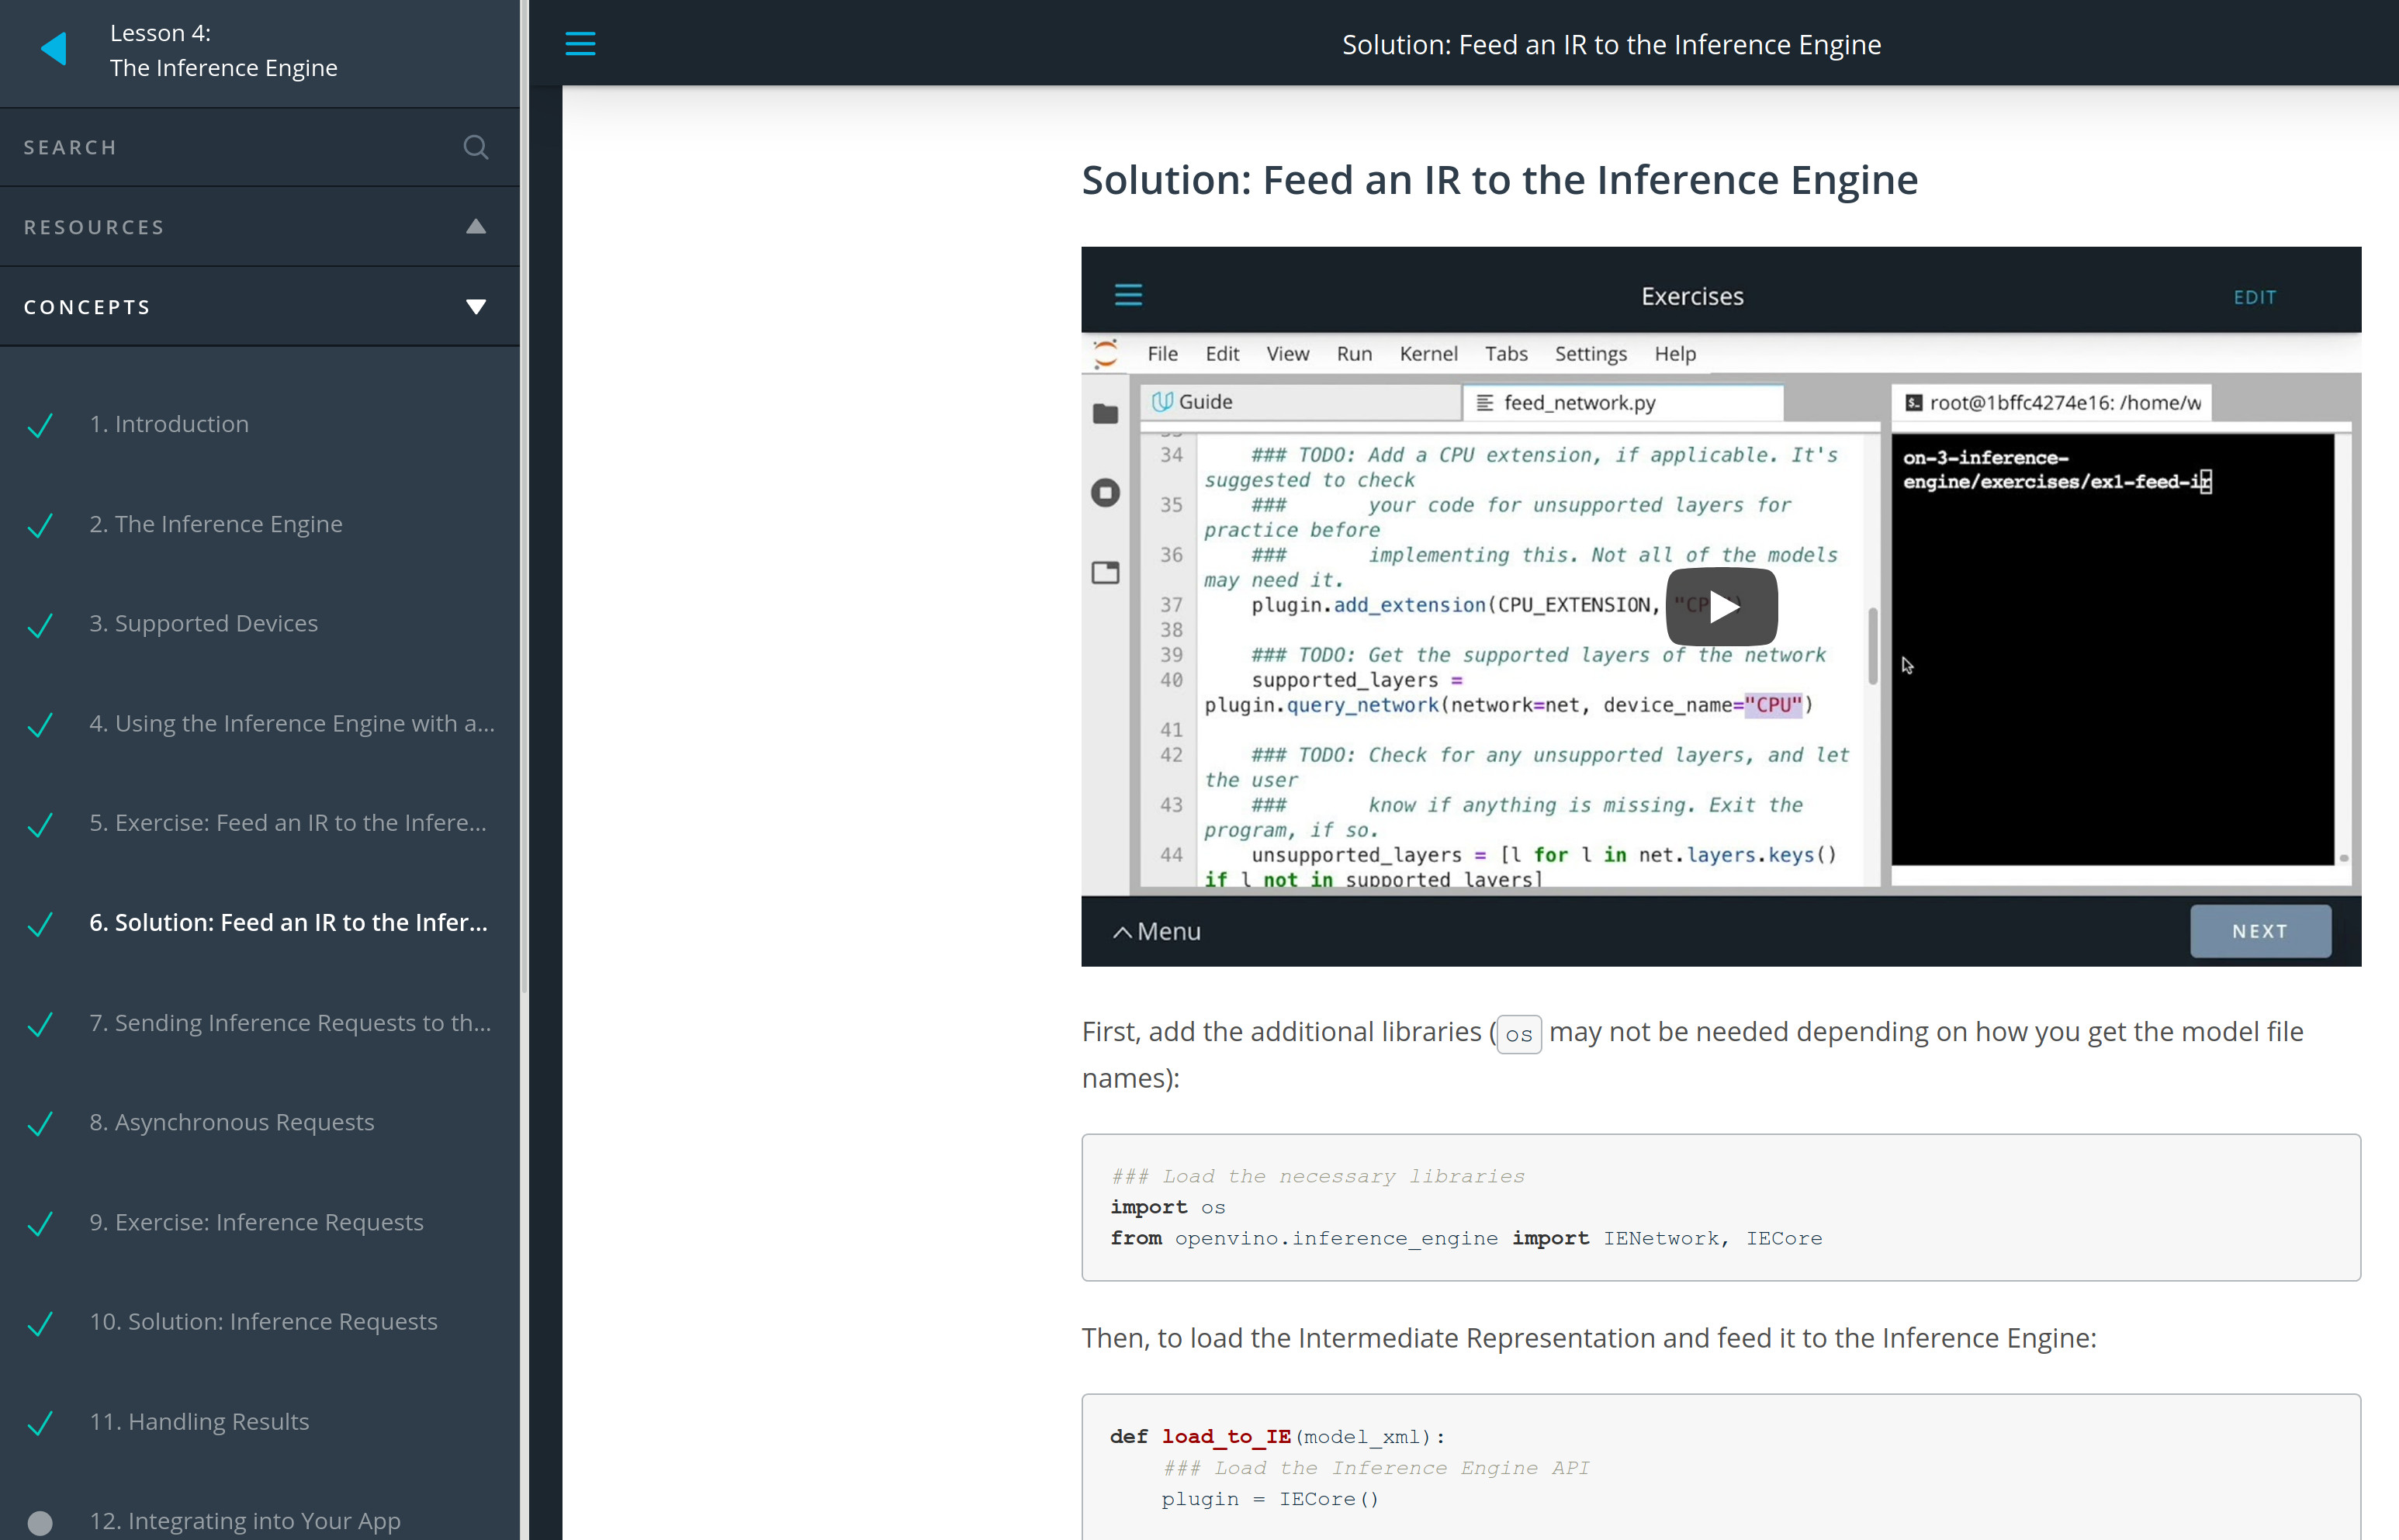 Lesson 4:
The Inference Engine
SEARCH
RESOURCES
CONCEPTS
1. Introduction
2. The Inference Engine
3. Supported Devices
4. Using the Inference Engine with a...
5. Exercise: Feed an IR to the Infere...
6. Solution: Feed an IR to the Infer...
7. Sending Inference Requests to th...
8. Asynchronous Requests
9. Exercise: Inference Requests
10. Solution: Inference Requests
11. Handling Results
12. Integrating into Your App
Solution: Feed an IR to the Inference Engine
Solution: Feed an IR to the Inference Engine
Exercises
EDIT
File Edit View Run Kernel Tabs Settings Help
Guide
feed_network.py
34 ### TODO: Add a CPU extension, if applicable. It's
suggested to check
35 ### your code for unsupported layers for
practice before
36 ### implementing this. Not all of the models
may need it.
37 plugin.add_extension(CPU_EXTENSION, "CP
38
39 ### TODO: Get the supported layers of the network
40 supported_layers =
plugin.query_network(network=net, device_name="CPU")
41
42 ### TODO: Check for any unsupported layers, and let
the user
43 ### know if anything is missing. Exit the
program, if so.
44 unsupported_layers = [l for l in net.layers.keys()
if l not in supported_layers]
root@1bffc4274e16: /home/w
on-3-inference-
engine/exercises/ex1-feed-ir
Menu
NEXT
First, add the additional libraries (os may not be needed depending on how you get the model file
names):
### Load the necessary libraries
import os
from openvino.inference_engine import IENetwork, IECore
Then, to load the Intermediate Representation and feed it to the Inference Engine:
def load_to_IE(model_xml):
### Load the Inference Engine API
plugin = IECore()